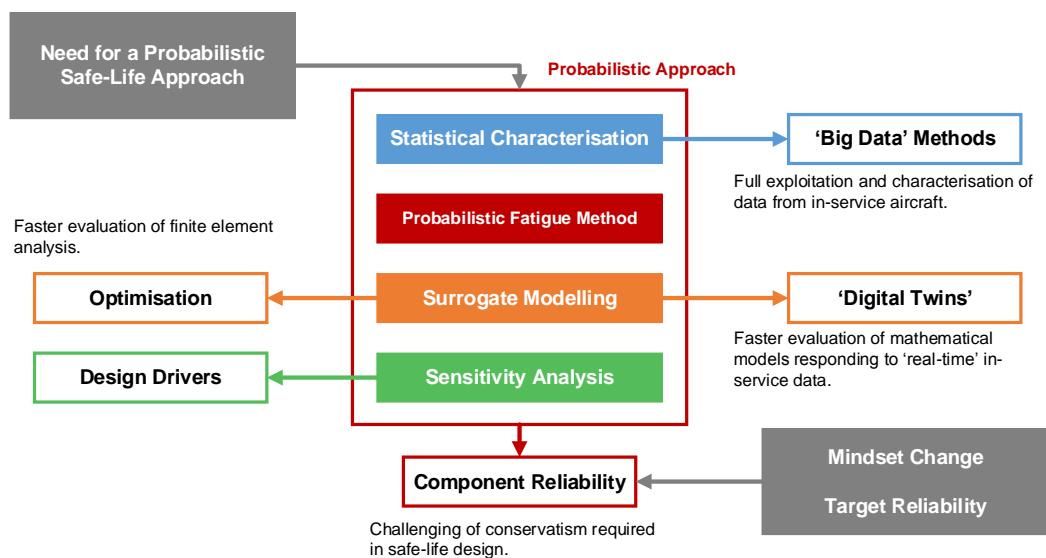 Need for a Probabilistic
Safe-Life Approach
Probabilistic Approach
Statistical Characterisation
‘Big Data’ Methods
Full exploitation and characterisation of
data from in-service aircraft.
Probabilistic Fatigue Method
Faster evaluation of finite element
analysis.
Optimisation
Surrogate Modelling
‘Digital Twins’
Faster evaluation of mathematical
models responding to ‘real-time’ in-
service data.
Design Drivers
Sensitivity Analysis
Component Reliability
Challenging of conservatism required
in safe-life design.
Mindset Change
Target Reliability